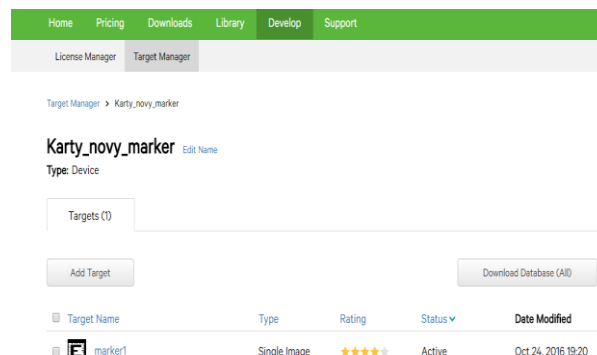 Home Pricing Downloads Library Develop Support
License Manager Target Manager
Target Manager > Karty_novy_marker
Karty_novy_marker Edit Name
Type: Device
Targets (1)
Add Target Download Database (All)
Target Name Type Rating Status Date Modified
marker1 Single Image Active Oct 24, 2016 19:20